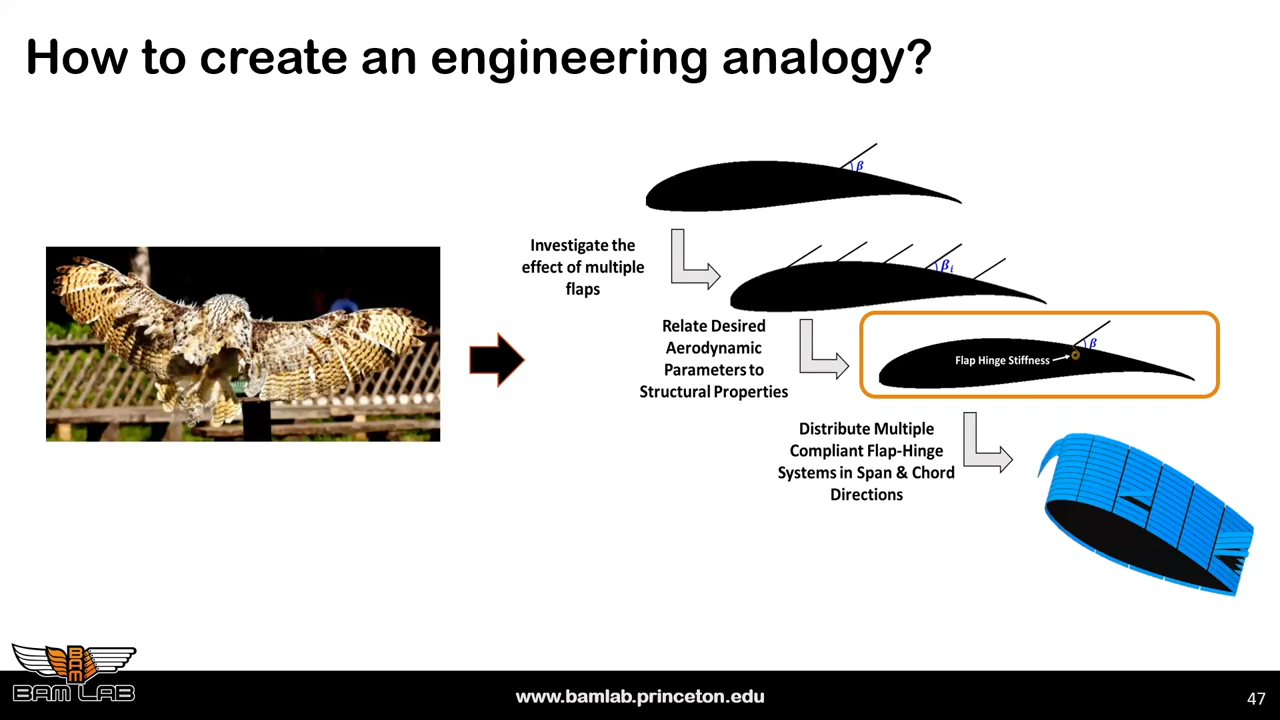 How to create an engineering analogy?
β
Investigate the
effect of multiple
flaps
βi
Relate Desired
Aerodynamic
Parameters to
Structural Properties
β
Flap Hinge Stiffness
Distribute Multiple
Compliant Flap-Hinge
Systems in Span & Chord
Directions
BAM
BAM LAB
www.bamlab.princeton.edu
47